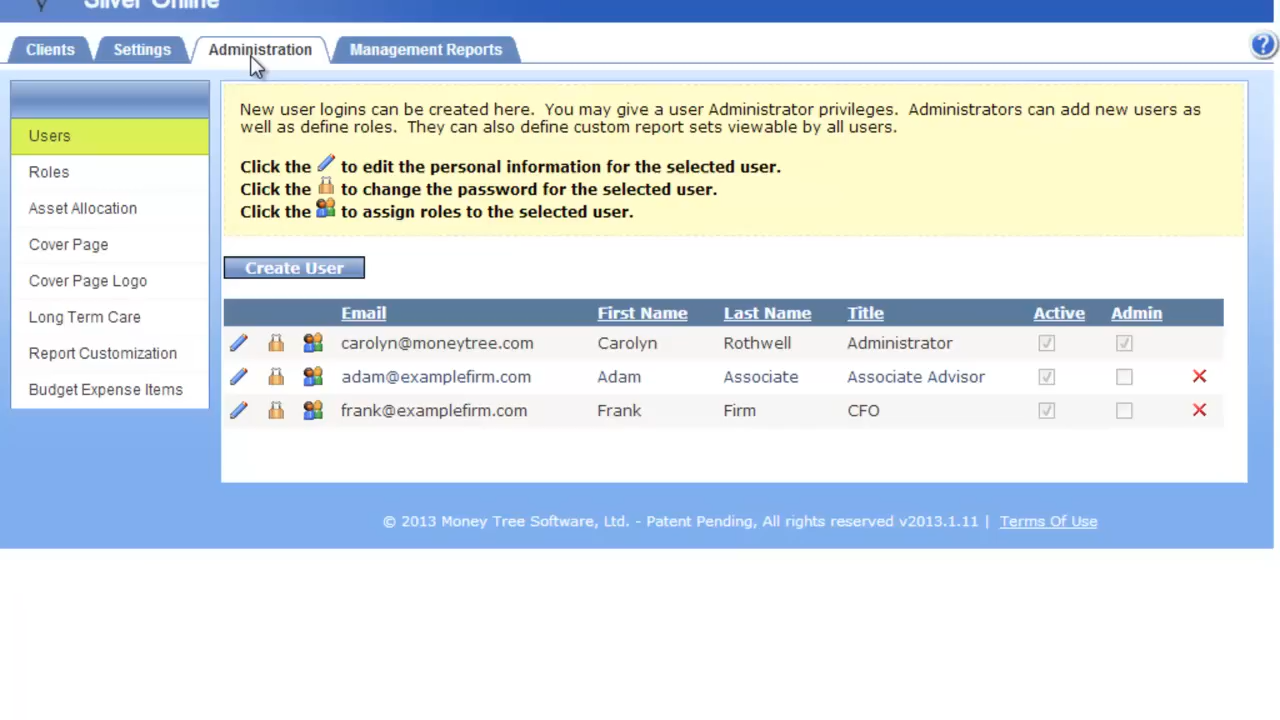 Silver Online
Clients Settings Administration Management Reports
Users
Roles
Asset Allocation
Cover Page
Cover Page Logo
Long Term Care
Report Customization
Budget Expense Items
New user logins can be created here. You may give a user Administrator privileges. Administrators can add new users as
well as define roles. They can also define custom report sets viewable by all users.
Click the to edit the personal information for the selected user.
Click the to change the password for the selected user.
Click the to assign roles to the selected user.
Create User
Email First Name Last Name Title Active Admin
carolyn@moneytree.com Carolyn Rothwell Administrator
adam@examplefirm.com Adam Associate Associate Advisor
frank@examplefirm.com Frank Firm CFO
© 2013 Money Tree Software, Ltd. - Patent Pending, All rights reserved v2013.1.11 | Terms Of Use